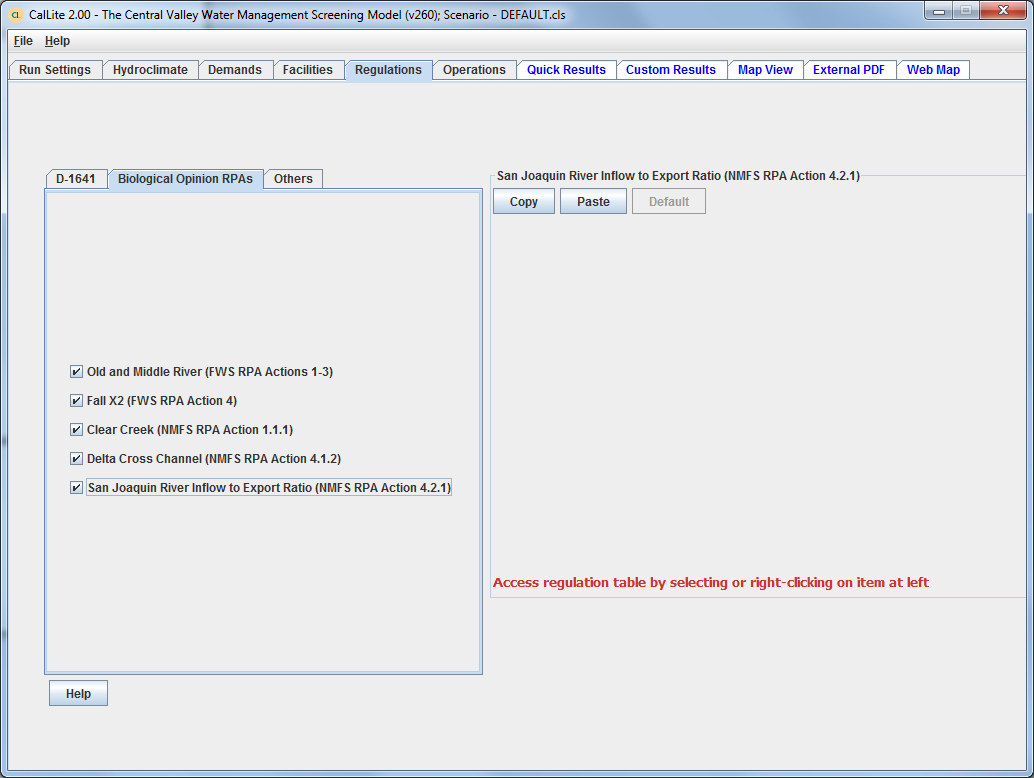 CL CalLite 2.00 - The Central Valley Water Management Screening Model (v260); Scenario - DEFAULT.cls
File Help
Run Settings Hydroclimate Demands Facilities Regulations Operations Quick Results Custom Results Map View External PDF Web Map
D-1641 Biological Opinion RPAs Others
Old and Middle River (FWS RPA Actions 1-3)
Fall X2 (FWS RPA Action 4)
Clear Creek (NMFS RPA Action 1.1.1)
Delta Cross Channel (NMFS RPA Action 4.1.2)
San Joaquin River Inflow to Export Ratio (NMFS RPA Action 4.2.1)
Help
San Joaquin River Inflow to Export Ratio (NMFS RPA Action 4.2.1)
Copy Paste Default
Access regulation table by selecting or right-clicking on item at left